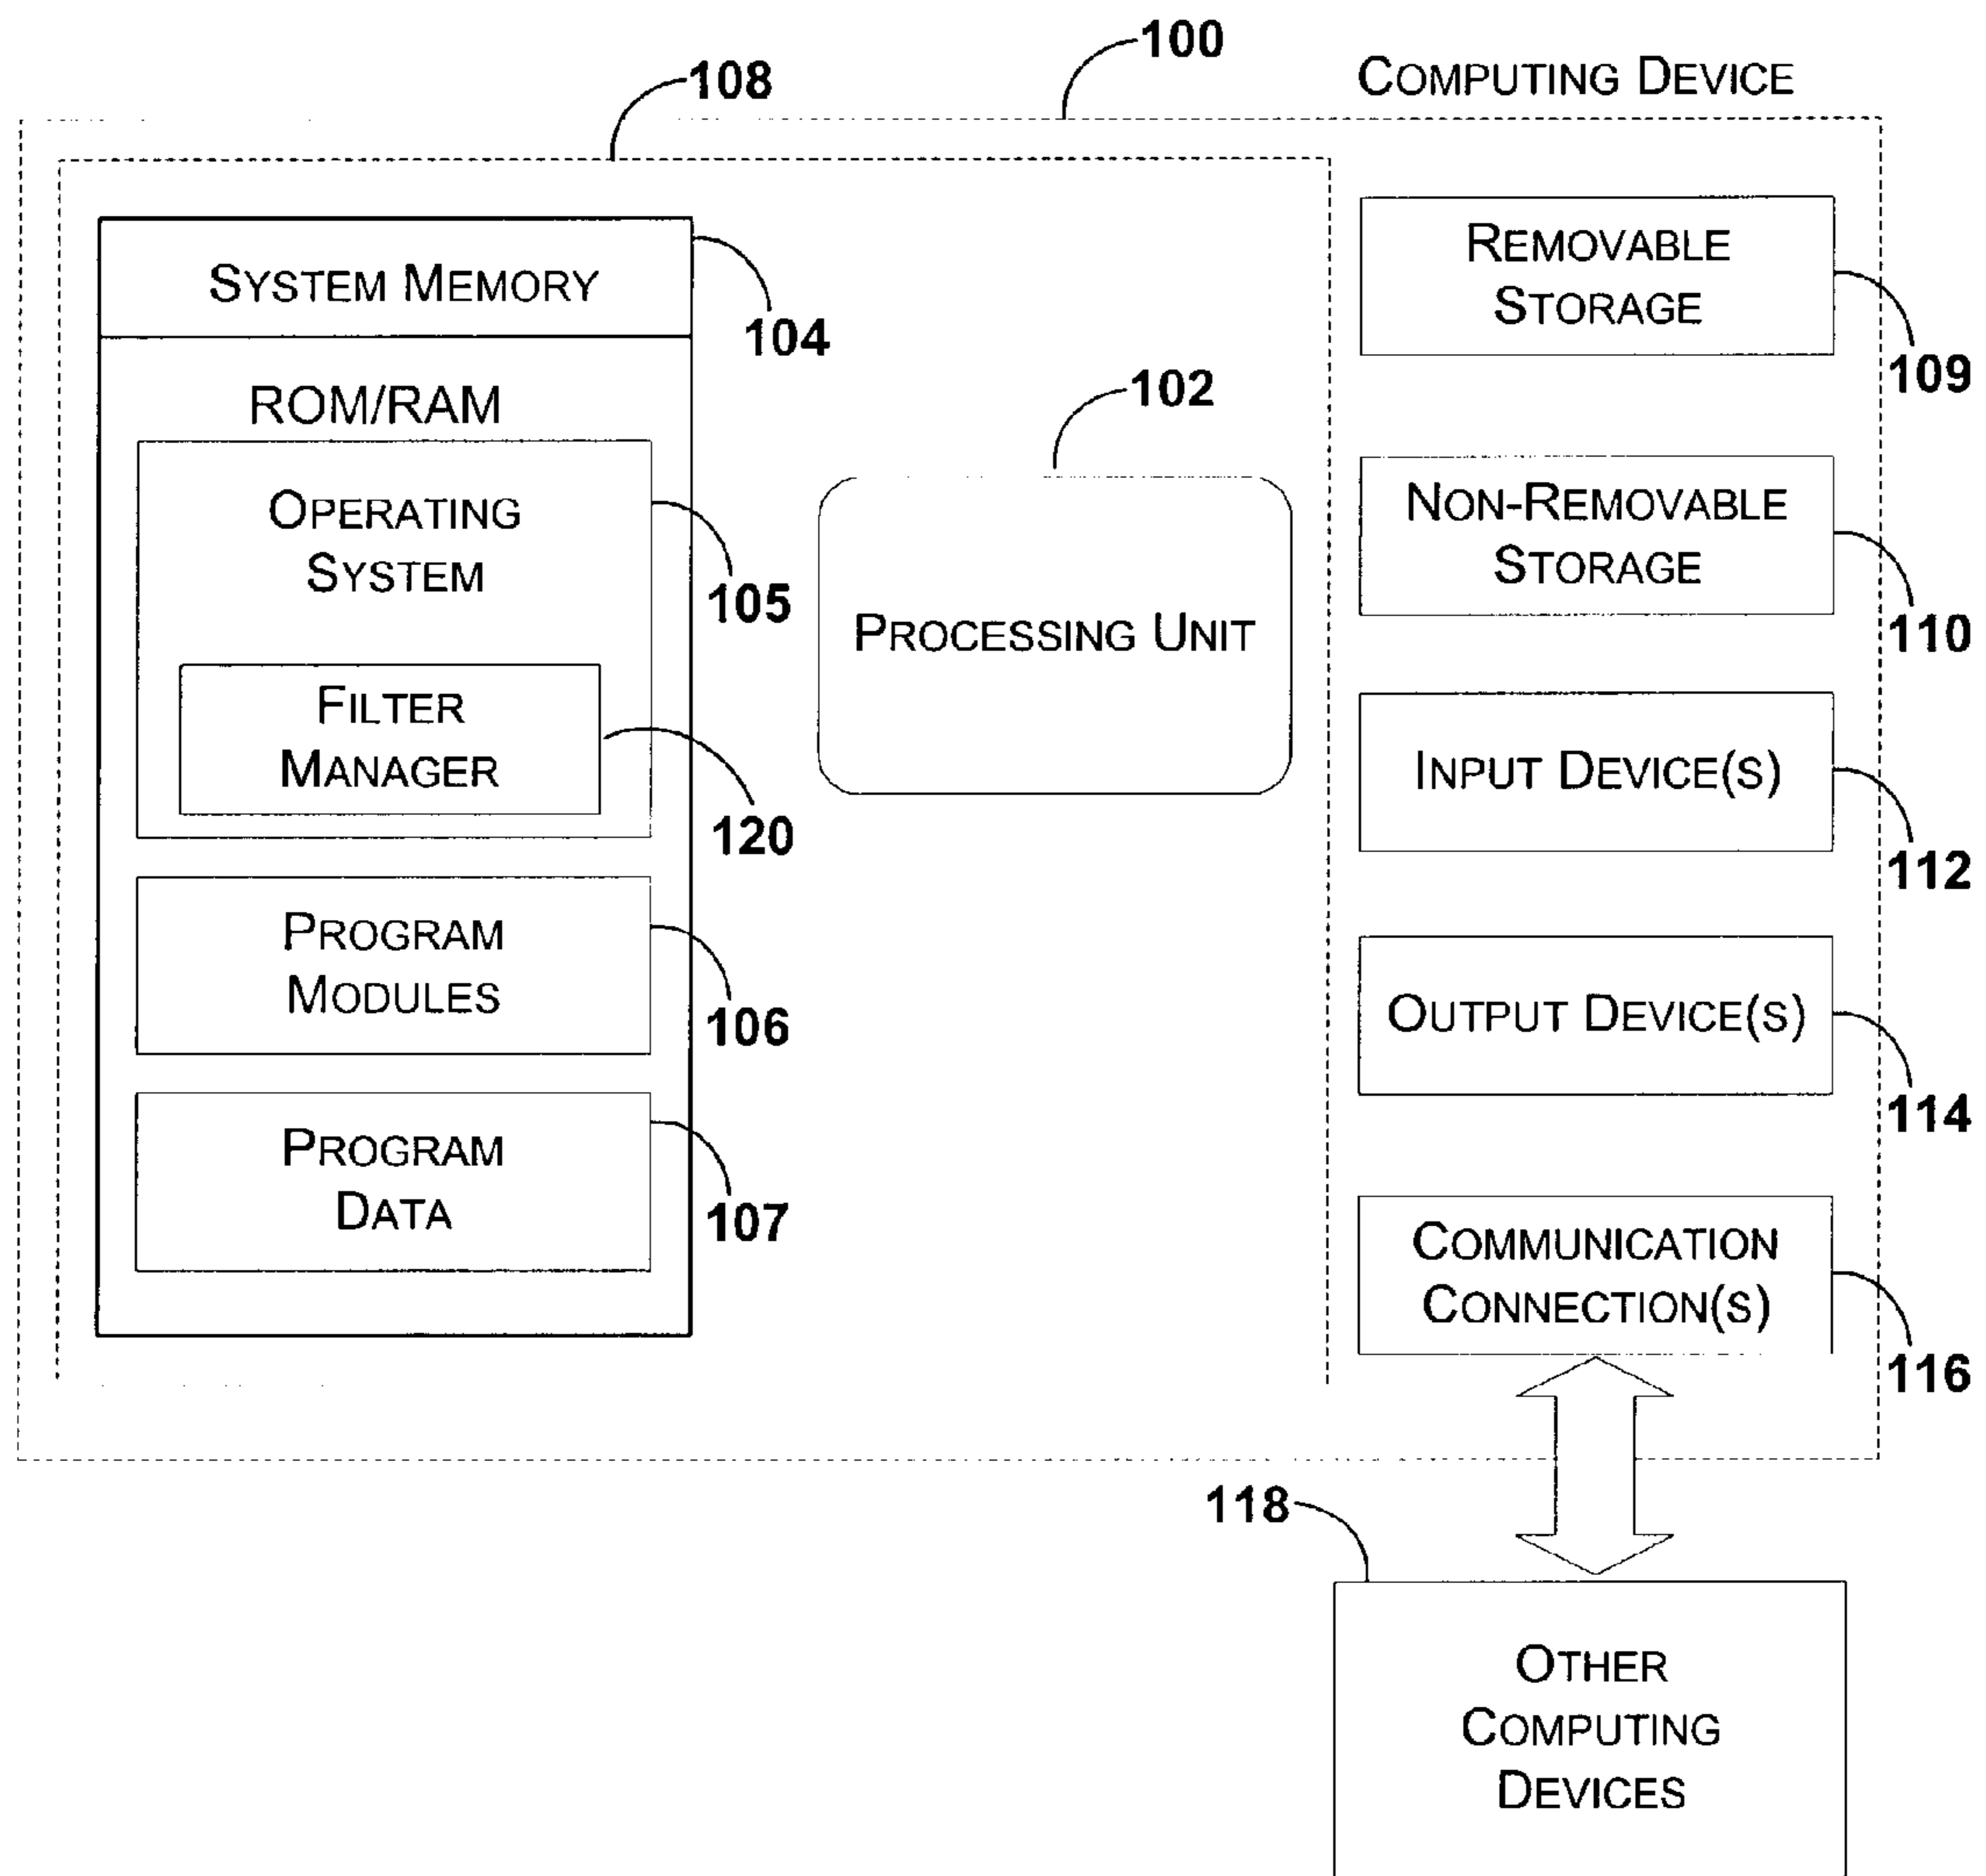 100
COMPUTING DEVICE
108
SYSTEM MEMORY
104
ROM/RAM
OPERATING
SYSTEM
105
FILTER
MANAGER
120
PROGRAM
MODULES
106
PROGRAM
DATA
107
102
PROCESSING UNIT
REMOVABLE
STORAGE
109
NON-REMOVABLE
STORAGE
110
INPUT DEVICE(S)
112
OUTPUT DEVICE(S)
114
COMMUNICATION
CONNECTION(S)
116
118
OTHER
COMPUTING
DEVICES